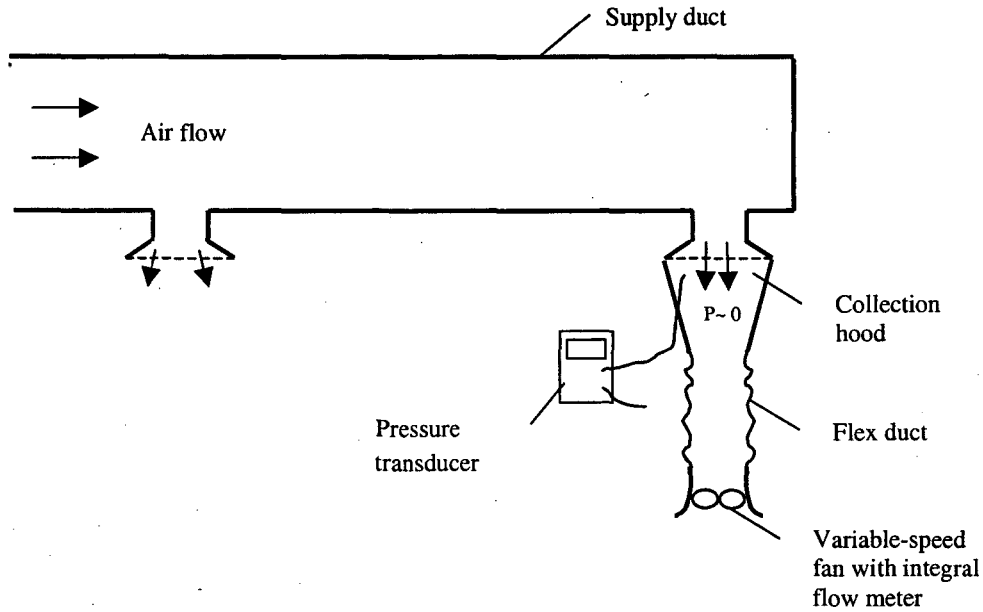 Supply duct
Air flow
P~ 0
Collection
hood
Pressure
transducer
Flex duct
Variable-speed
fan with integral
flow meter